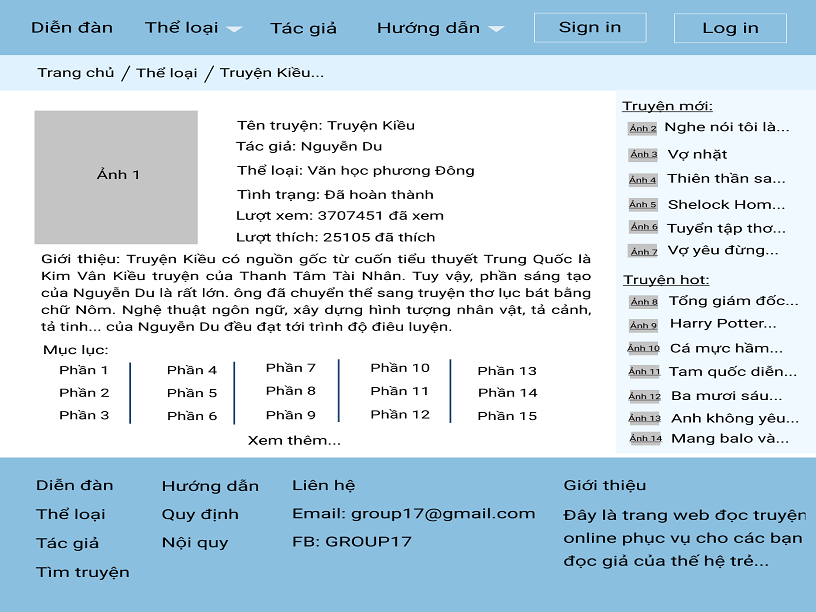 Diễn đàn Thể loại Tác giả Hướng dẫn Sign in Log in
Trang chủ / Thể loại / Truyện Kiều...
Ảnh 1
Tên truyện: Truyện Kiều
Tác giả: Nguyễn Du
Thể loại: Văn học phương Đông
Tình trạng: Đã hoàn thành
Lượt xem: 3707451 đã xem
Lượt thích: 25105 đã thích
Giới thiệu: Truyện Kiều có nguồn gốc từ cuốn tiểu thuyết Trung Quốc là
Kim Vân Kiều truyện của Thanh Tâm Tài Nhân. Tuy vậy, phần sáng tạo
của Nguyễn Du là rất lớn. ông đã chuyển thể sang truyện thơ lục bát bằng
chữ Nôm. Nghệ thuật ngôn ngữ, xây dựng hình tượng nhân vật, tả cảnh,
tả tinh... của Nguyễn Du đều đạt tới trình độ điêu luyện.
Mục lục:
Phần 1 Phần 4 Phần 7 Phần 10 Phần 13
Phần 2 Phần 5 Phần 8 Phần 11 Phần 14
Phần 3 Phần 6 Phần 9 Phần 12 Phần 15
Xem thêm...
Truyện mới:
Ảnh 2 Nghe nói tôi là...
Ảnh 3 Vợ nhặt
Ảnh 4 Thiên thần sa...
Ảnh 5 Shelock Hom...
Ảnh 6 Tuyển tập thơ...
Ảnh 7 Vợ yêu đừng...
Truyện hot:
Ảnh 8 Tổng giám đốc...
Ảnh 9 Harry Potter...
Ảnh 10 Cá mực hầm...
Ảnh 11 Tam quốc diễn...
Ảnh 12 Ba mươi sáu...
Ảnh 13 Anh không yêu...
Ảnh 14 Mang balo và...
Diễn đàn
Thể loại
Tác giả
Tìm truyện
Hướng dẫn
Quy định
Nội quy
Liên hệ
Email: group17@gmail.com
FB: GROUP17
Giới thiệu
Đây là trang web đọc truyện
online phục vụ cho các bạn
đọc giả của thế hệ trẻ...